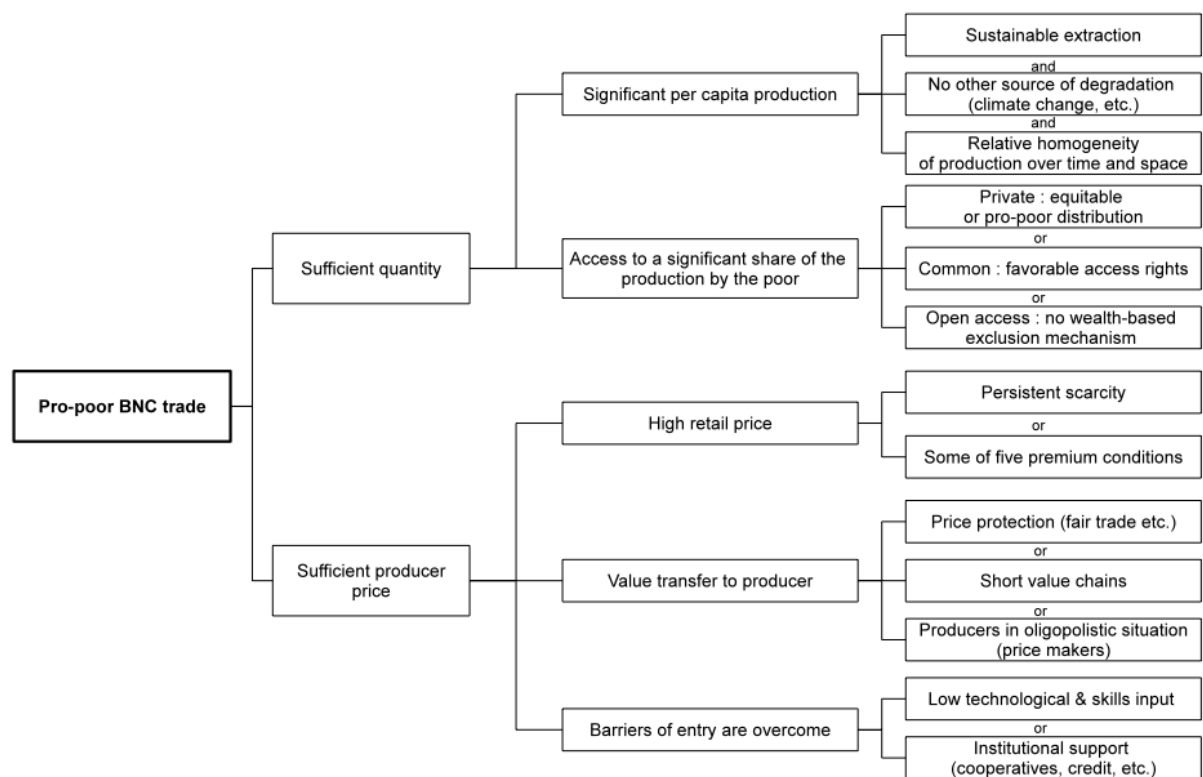 Sustainable extraction
and
Significant per capita production
No other source of degradation
(climate change, etc.)
and
Relative homogeneity
of production over time and space
Private : equitable
or pro-poor distribution
or
Sufficient quantity
Access to a significant share of the
production by the poor
Common : favorable access rights
or
Open access : no wealth-based
exclusion mechanism
Pro-poor BNC trade
Persistent scarcity
High retail price
or
Some of five premium conditions
Price protection (fair trade etc.)
or
Sufficient producer
price
Value transfer to producer
Short value chains
or
Producers in oligopolistic situation
(price makers)
Low technological & skills input
Barriers of entry are overcome
or
Institutional support
(cooperatives, credit, etc.)